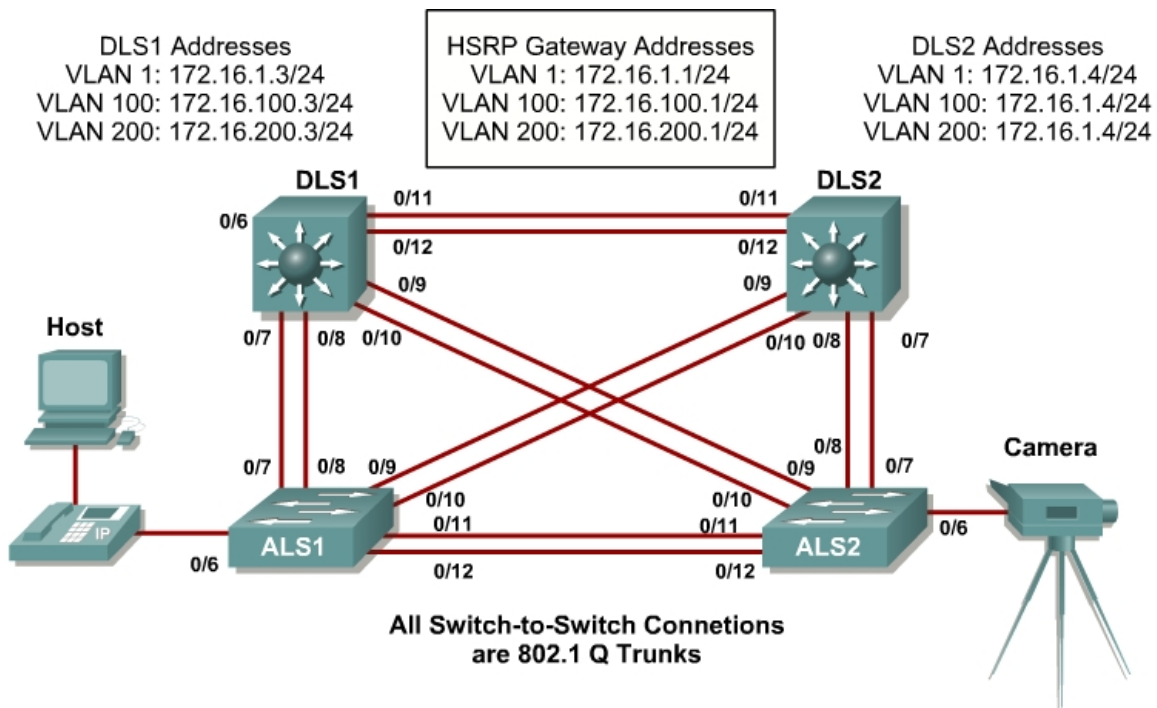 DLS1 Addresses
VLAN 1: 172.16.1.3/24
VLAN 100: 172.16.100.3/24
VLAN 200: 172.16.200.3/24
HSRP Gateway Addresses
VLAN 1: 172.16.1.1/24
VLAN 100: 172.16.100.1/24
VLAN 200: 172.16.200.1/24
DLS2 Addresses
VLAN 1: 172.16.1.4/24
VLAN 100: 172.16.1.4/24
VLAN 200: 172.16.1.4/24
DLS1
DLS2
0/6
0/11
0/11
0/12
0/12
0/9
0/9
0/7
0/8
0/10
0/10
0/8
0/7
Host
Camera
0/7
0/8
0/9
0/10
0/8
0/9
0/7
0/10
IP
0/6
ALS1
0/11
0/11
ALS2
0/6
0/12
0/12
All Switch-to-Switch Connetions
are 802.1 Q Trunks